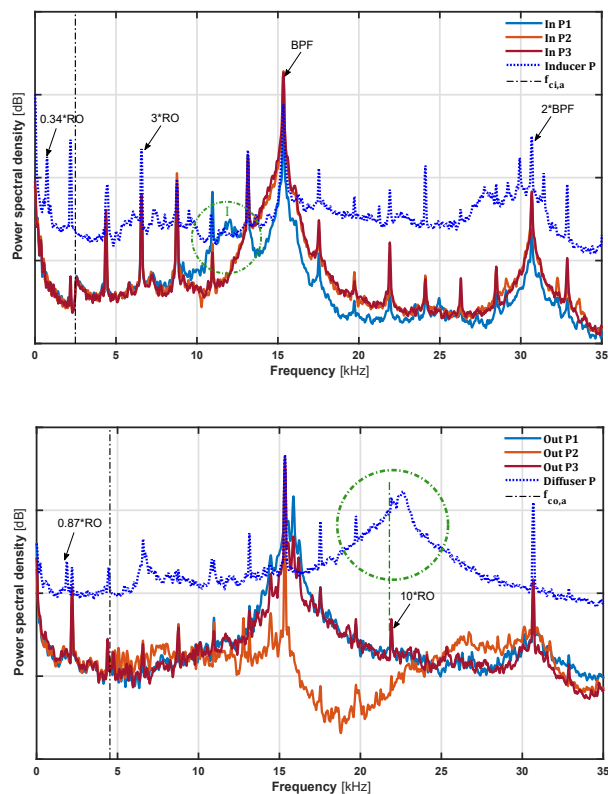 In P1
In P2
In P3
Inducer P
f_ci,a
BPF
0.34*RO
3*RO
2*BPF
I
Power spectral density [dB]
0 5 10 15 20 25 30 35
Frequency [kHz]
Out P1
Out P2
Out P3
Diffuser P
f_co,a
0.87*RO
10*RO
Power spectral density [dB]
0 5 10 15 20 25 30 35
Frequency [kHz]